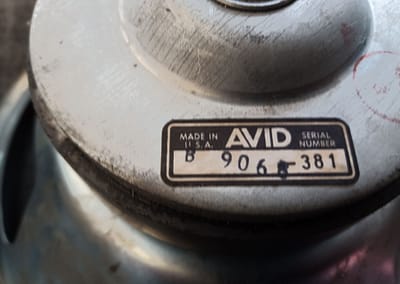 MADE IN U.S.A. AVID SERIAL NUMBER
B 906 -381